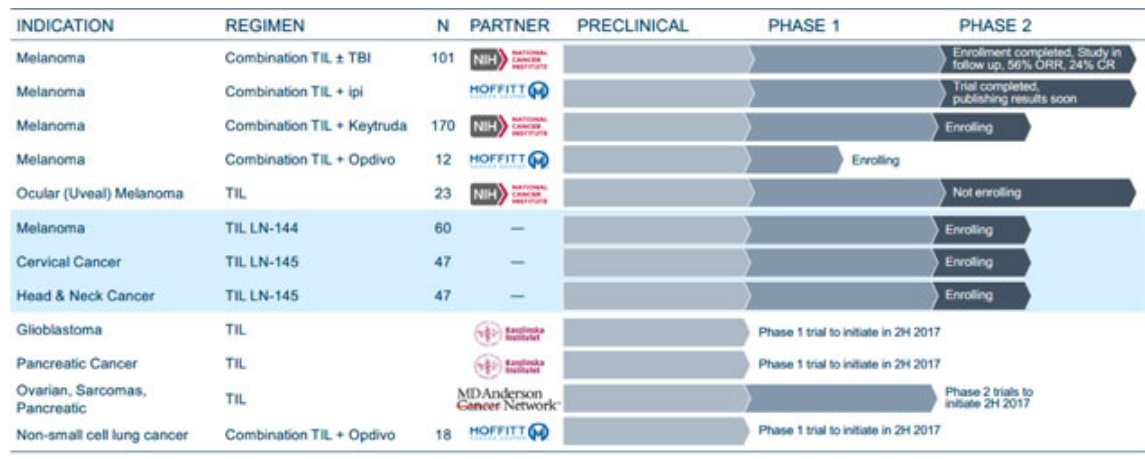 INDICATION REGIMEN N PARTNER PRECLINICAL PHASE 1 PHASE 2
Melanoma Combination TIL ± TBI 101 NIH NATIONAL CANCER INSTITUTE Enrollment completed, Study in
follow up, 56% ORR, 24% CR
Melanoma Combination TIL + ipi MOFFITT Trial completed,
publishing results soon
Melanoma Combination TIL + Keytruda 170 NIH NATIONAL CANCER INSTITUTE Enrolling
Melanoma Combination TIL + Opdivo 12 MOFFITT Enrolling
Ocular (Uveal) Melanoma TIL 23 NIH NATIONAL CANCER INSTITUTE Not enrolling
Melanoma TIL LN-144 60 — Enrolling
Cervical Cancer TIL LN-145 47 — Enrolling
Head & Neck Cancer TIL LN-145 47 — Enrolling
Glioblastoma TIL Karolinska Institutet Phase 1 trial to initiate in 2H 2017
Pancreatic Cancer TIL Karolinska Institutet Phase 1 trial to initiate in 2H 2017
Ovarian, Sarcomas,
Pancreatic TIL MD Anderson
Cancer Network Phase 2 trials to
initiate 2H 2017
Non-small cell lung cancer Combination TIL + Opdivo 18 MOFFITT Phase 1 trial to initiate in 2H 2017